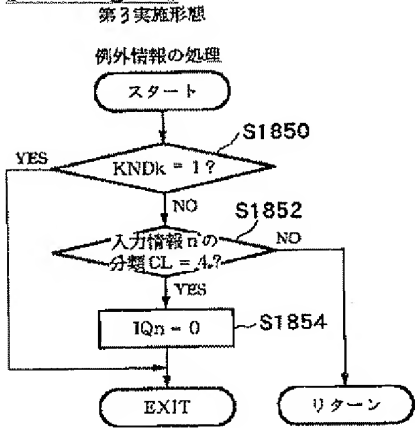 第3実施形態
例外情報の処理
スタート
S1850
YES
KNDk = 1?
NO
S1852
入力情報nの
分類CL = 4?
NO
YES
IQn = 0
S1854
EXIT
リターン